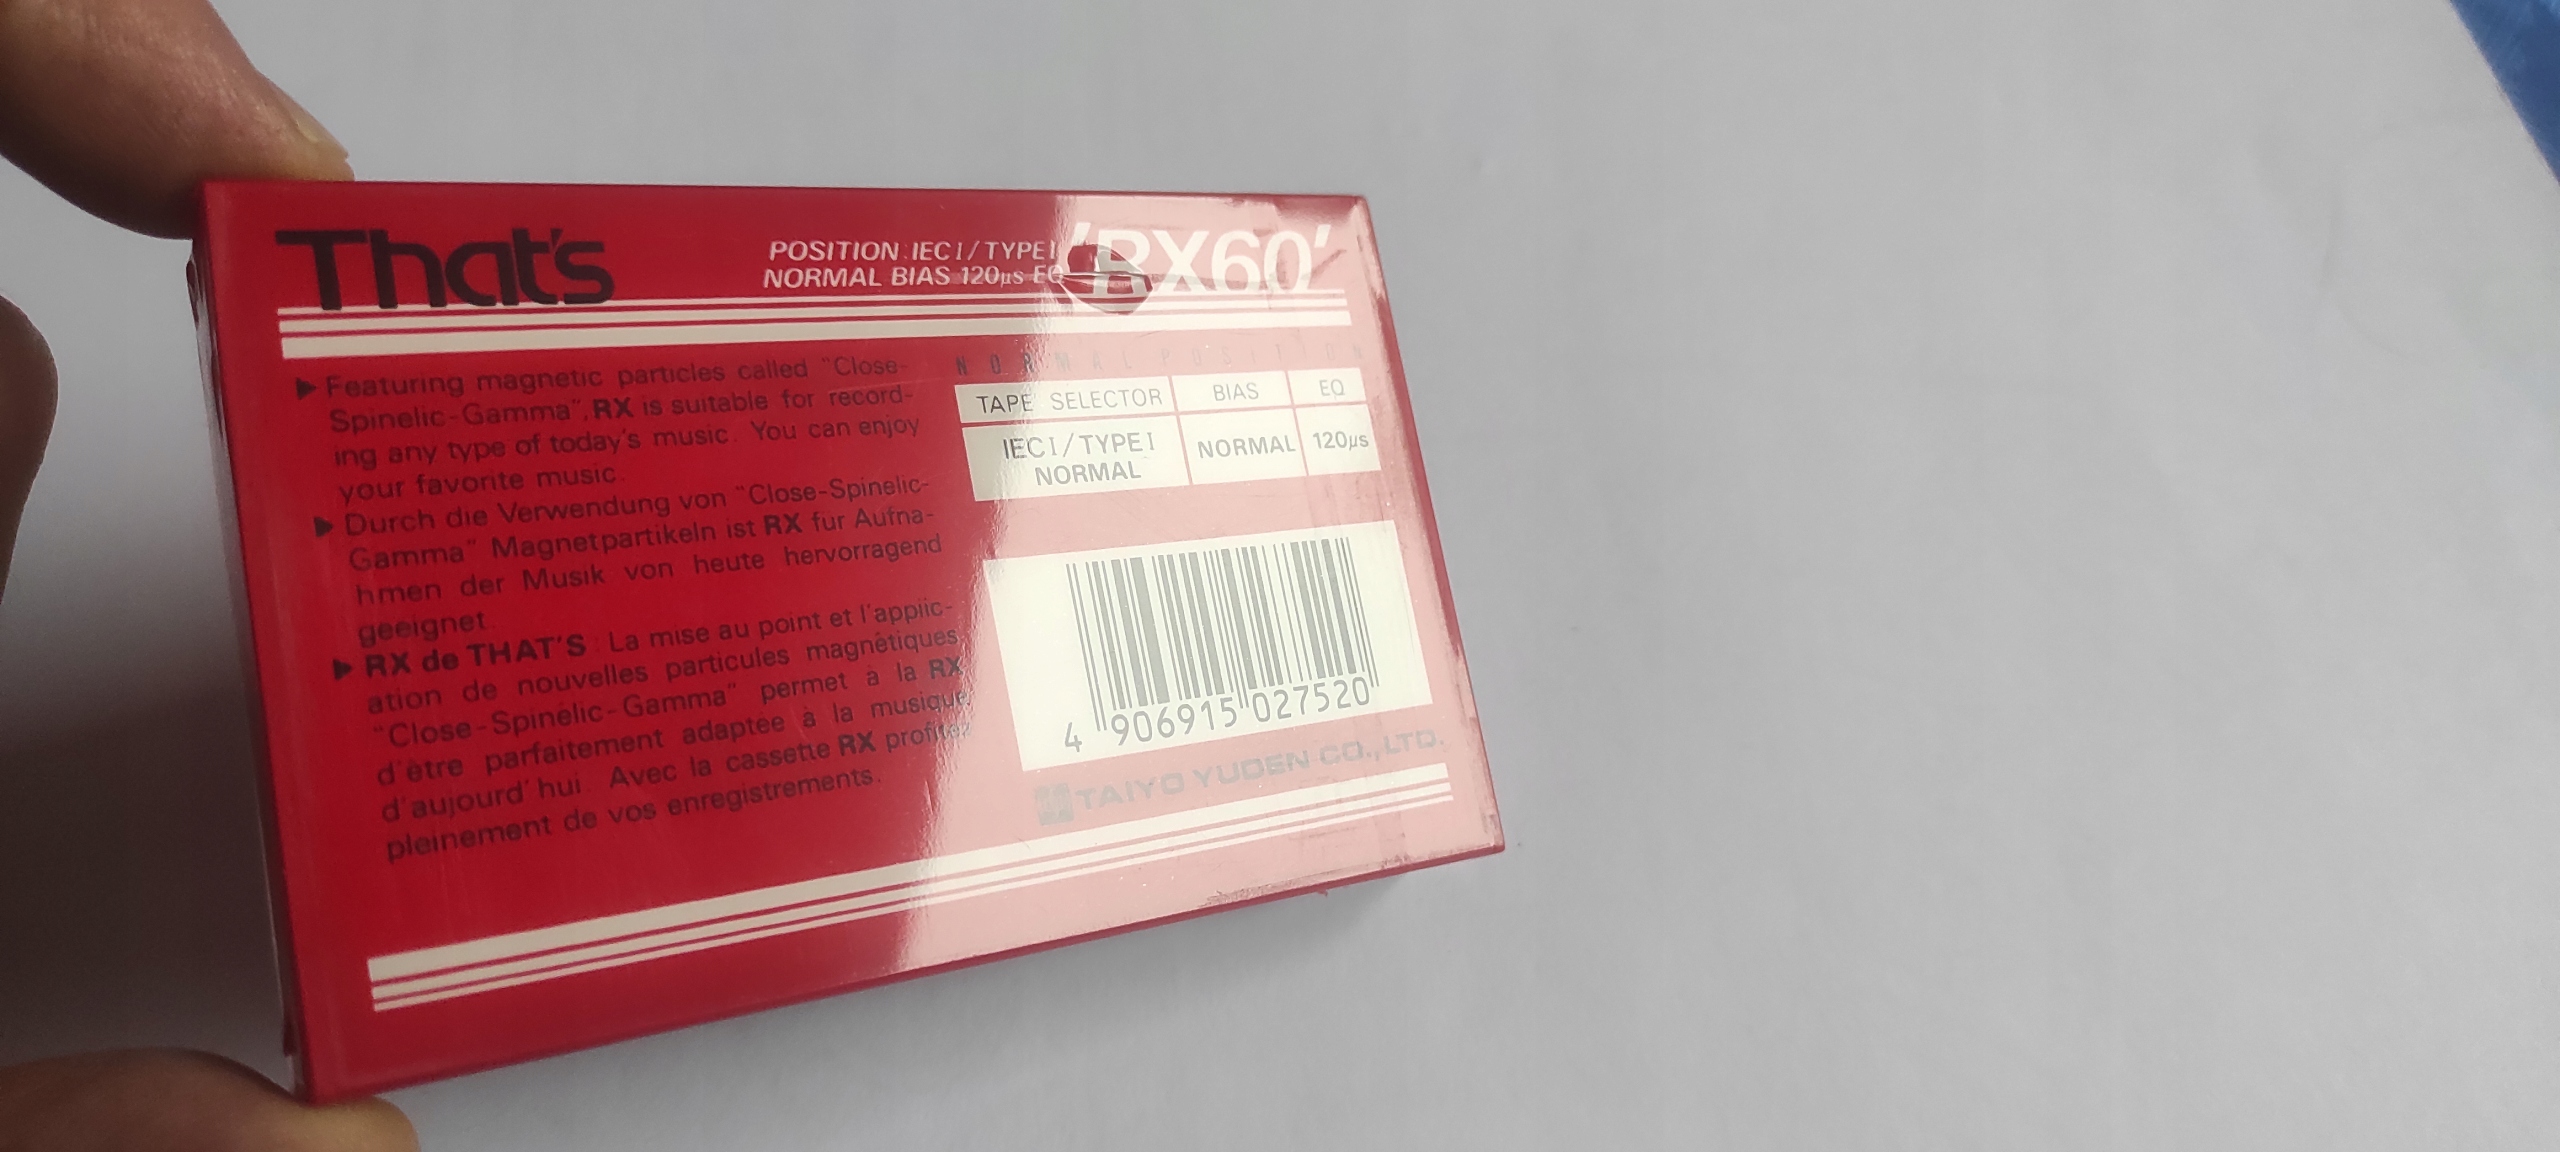 That's
POSITION:IEC I/TYPE I
NORMAL BIAS 120µs EQ
'RX60'
▶ Featuring magnetic particles called "Close-
Spinelic-Gamma", RX is suitable for record-
ing any type of today's music. You can enjoy
your favorite music.
▶ Durch die Verwendung von "Close-Spinelic-
Gamma" Magnetpartikeln ist RX fur Aufna-
hmen der Musik von heute hervorragend
geeignet.
▶ RX de THAT'S : La mise au point et l'applic-
ation de nouvelles particules magnêtiques
"Close-Spinélic-Gamma" permet à la RX
d'être parfaitement adaptée à la musique
d'aujourd'hui. Avec la cassette RX profitez
pleinement de vos enregistrements.
NORMAL POSITION
TAPE SELECTOR BIAS EQ
IEC I/TYPE I
NORMAL NORMAL 120µs
4 906915 027520
TAIYO YUDEN CO.,LTD.